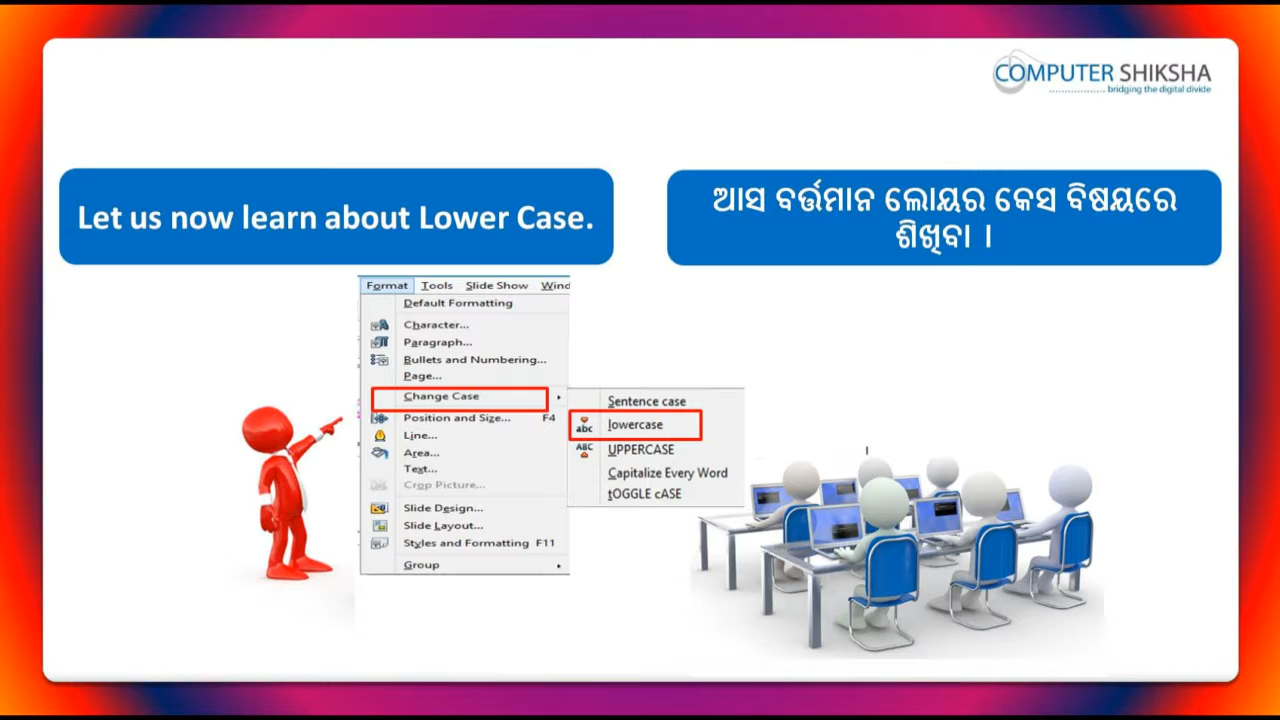 COMPUTER SHIKSHA
bridging the digital divide
Let us now learn about Lower Case.
ଆସ ବର୍ତ୍ତମାନ ଲୋୟର କେସ ବିଷୟରେ
ଶିଖିବା ।
Format Tools Slide Show Wind
Default Formatting
Character...
Paragraph...
Bullets and Numbering...
Page...
Change Case
Position and Size... F4
Line...
Area...
Text...
Crop Picture...
Slide Design...
Slide Layout...
Styles and Formatting F11
Group
Sentence case
abc lowercase
ABC UPPERCASE
Capitalize Every Word
tOGGLE cASE